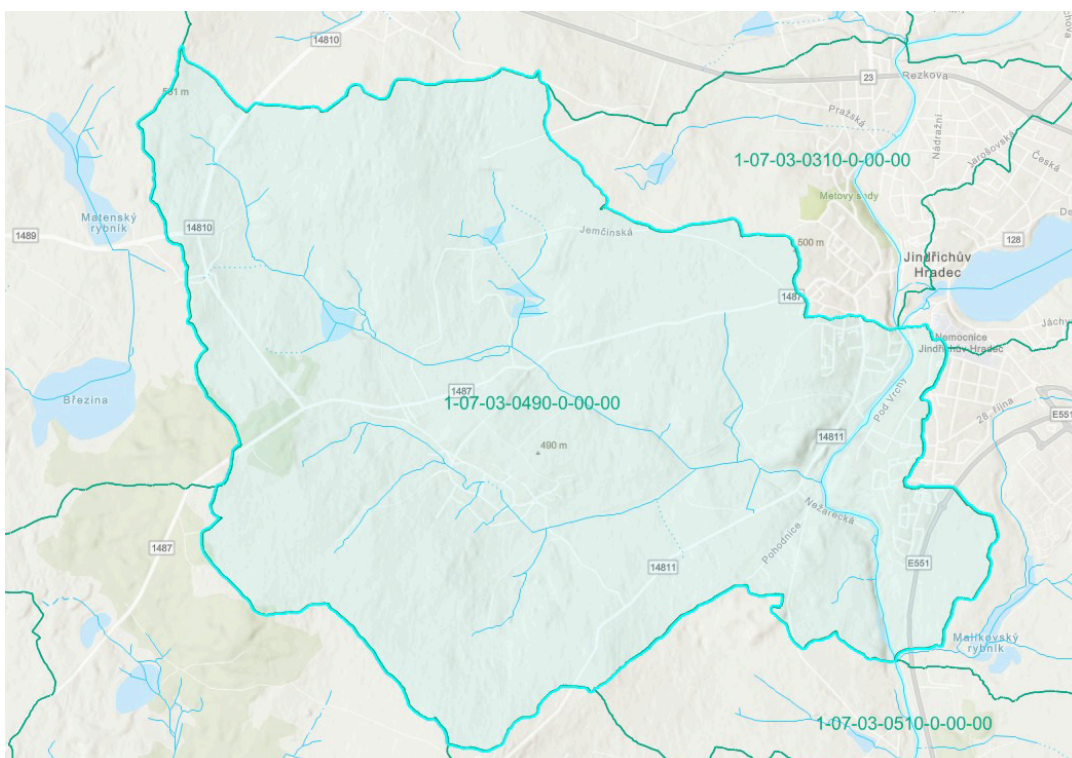 14810
23
Rezkova
Pražská
Nádražní
Jarošovská
Česká
531 m
1-07-03-0310-0-00-00
Metovy sady
Matenský
rybník
1489
14810
Jemčinská
500 m
128
Jindřichův
Hradec
1487
Nemocnice
Jindřichův Hradec
Březina
1487
1-07-03-0490-0-00-00
Pod Vrchy
28. října
E551
490 m
14811
Nežárecká
Pohodnice
1487
14811
E551
Malíkovský
rybník
1-07-03-0510-0-00-00